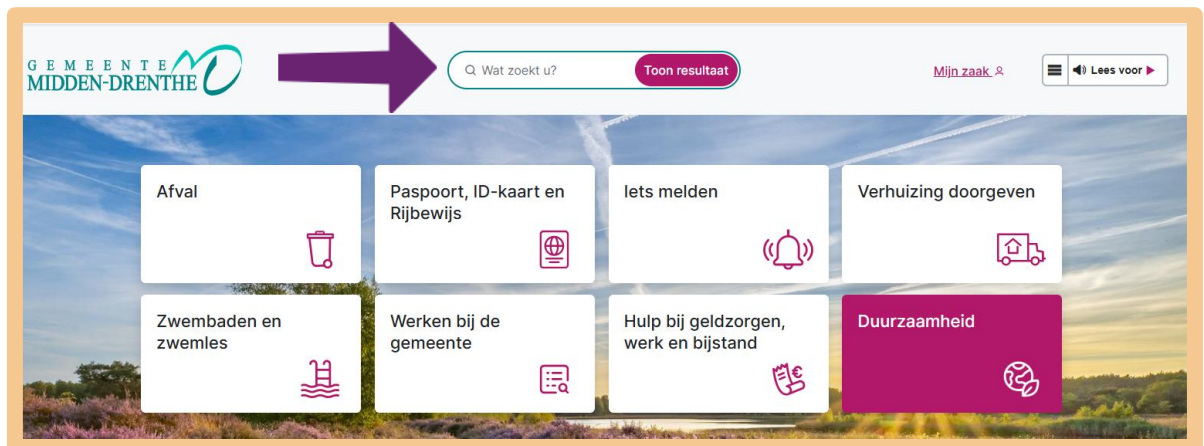 GEMEENTE
MIDDEN-DRENTHE
Wat zoekt u?
Toon resultaat
Mijn zaak
Lees voor
Afval
Paspoort, ID-kaart en
Rijbewijs
Iets melden
Verhuizing doorgeven
Zwembaden en
zwemles
Werken bij de
gemeente
Hulp bij geldzorgen,
werk en bijstand
Duurzaamheid